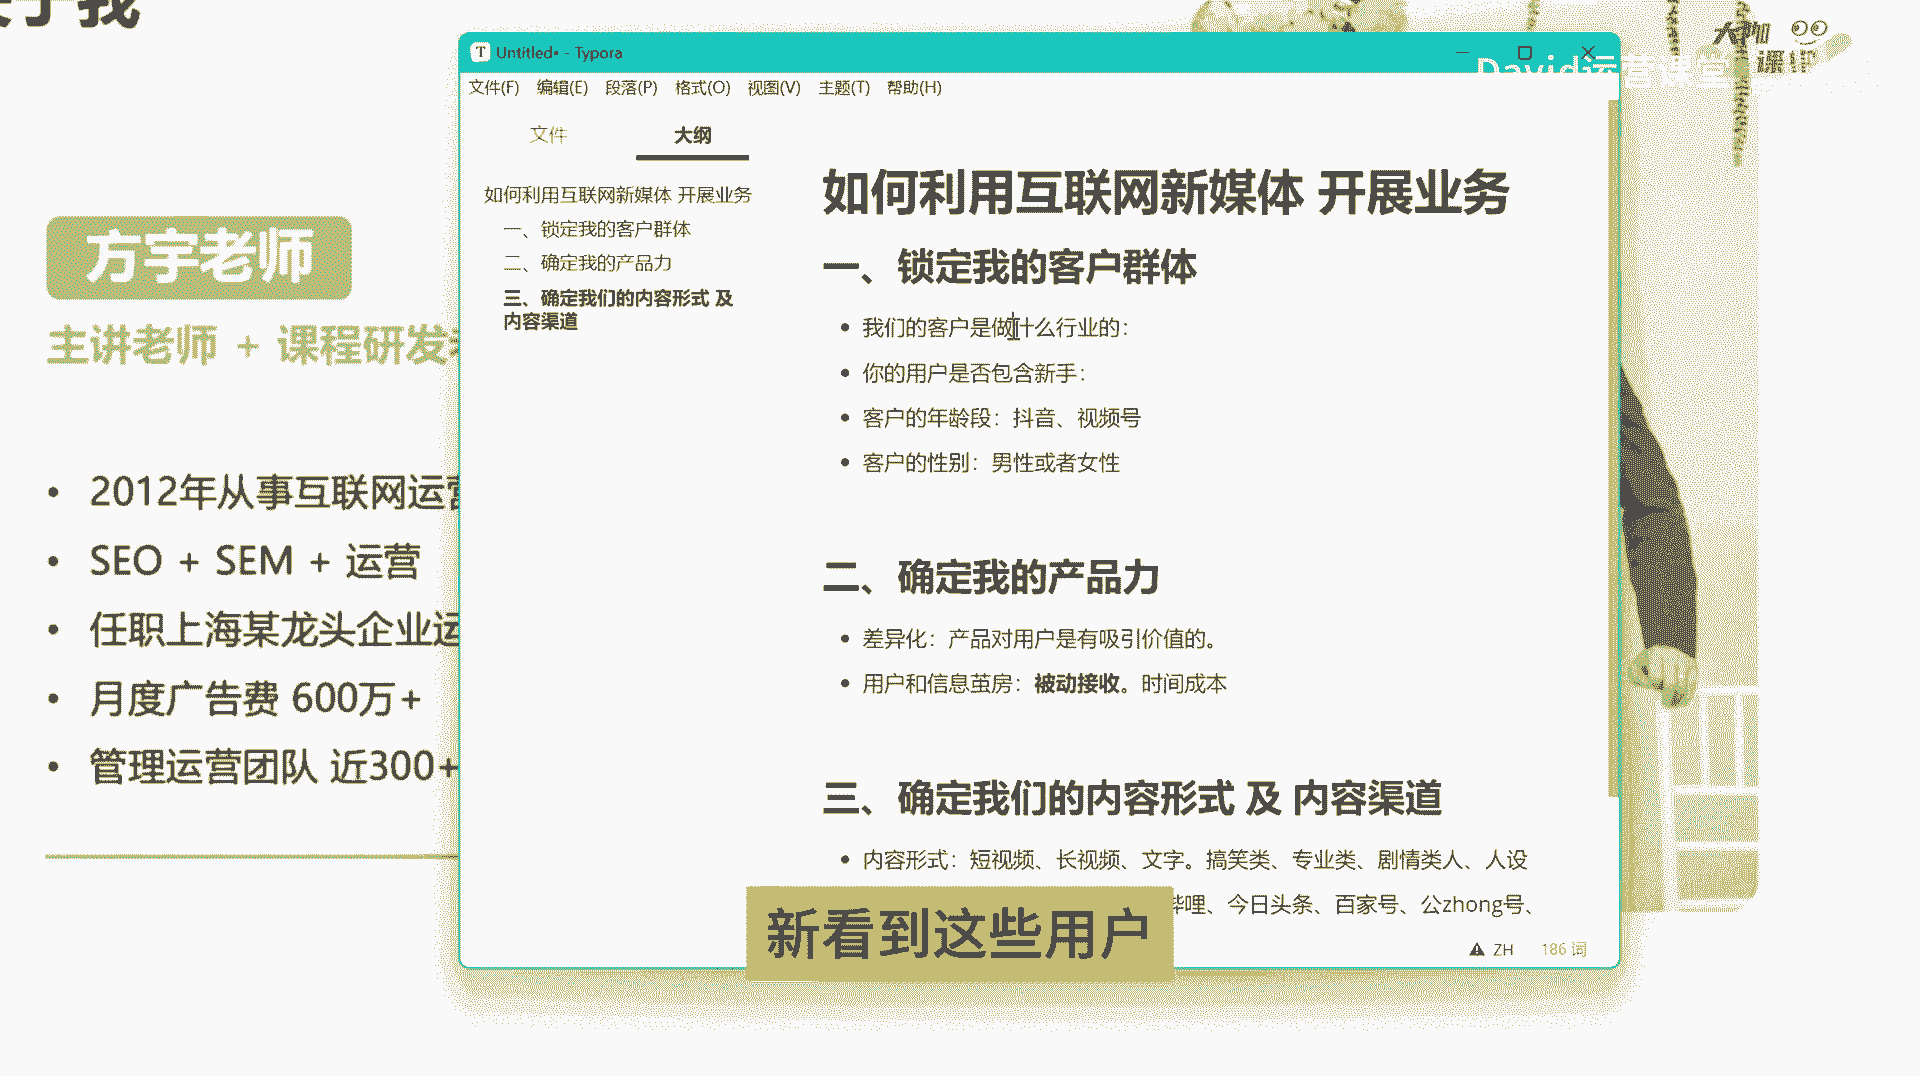 于我
方宇老师
主讲老师 + 课程研发
2012年从事互联网运营
SEO + SEM + 运营
任职上海某龙头企业运
月度广告费 600万+
管理运营团队 近300+
大咖
课堂
David运营课堂
Untitled• - Typora
文件(F) 编辑(E) 段落(P) 格式(O) 视图(V) 主题(T) 帮助(H)
文件 大纲
如何利用互联网新媒体 开展业务
一、锁定我的客户群体
二、确定我的产品力
三、确定我们的内容形式 及
内容渠道
如何利用互联网新媒体 开展业务
一、锁定我的客户群体
我们的客户是做什么行业的：
你的用户是否包含新手：
客户的年龄段：抖音、视频号
客户的性别：男性或者女性
二、确定我的产品力
差异化：产品对用户是有吸引价值的。
用户和信息茧房：被动接收。时间成本
三、确定我们的内容形式 及 内容渠道
内容形式：短视频、长视频、文字。搞笑类、专业类、剧情类人、人设
哔哩、今日头条、百家号、公zhong号、
新看到这些用户
ZH 186 词